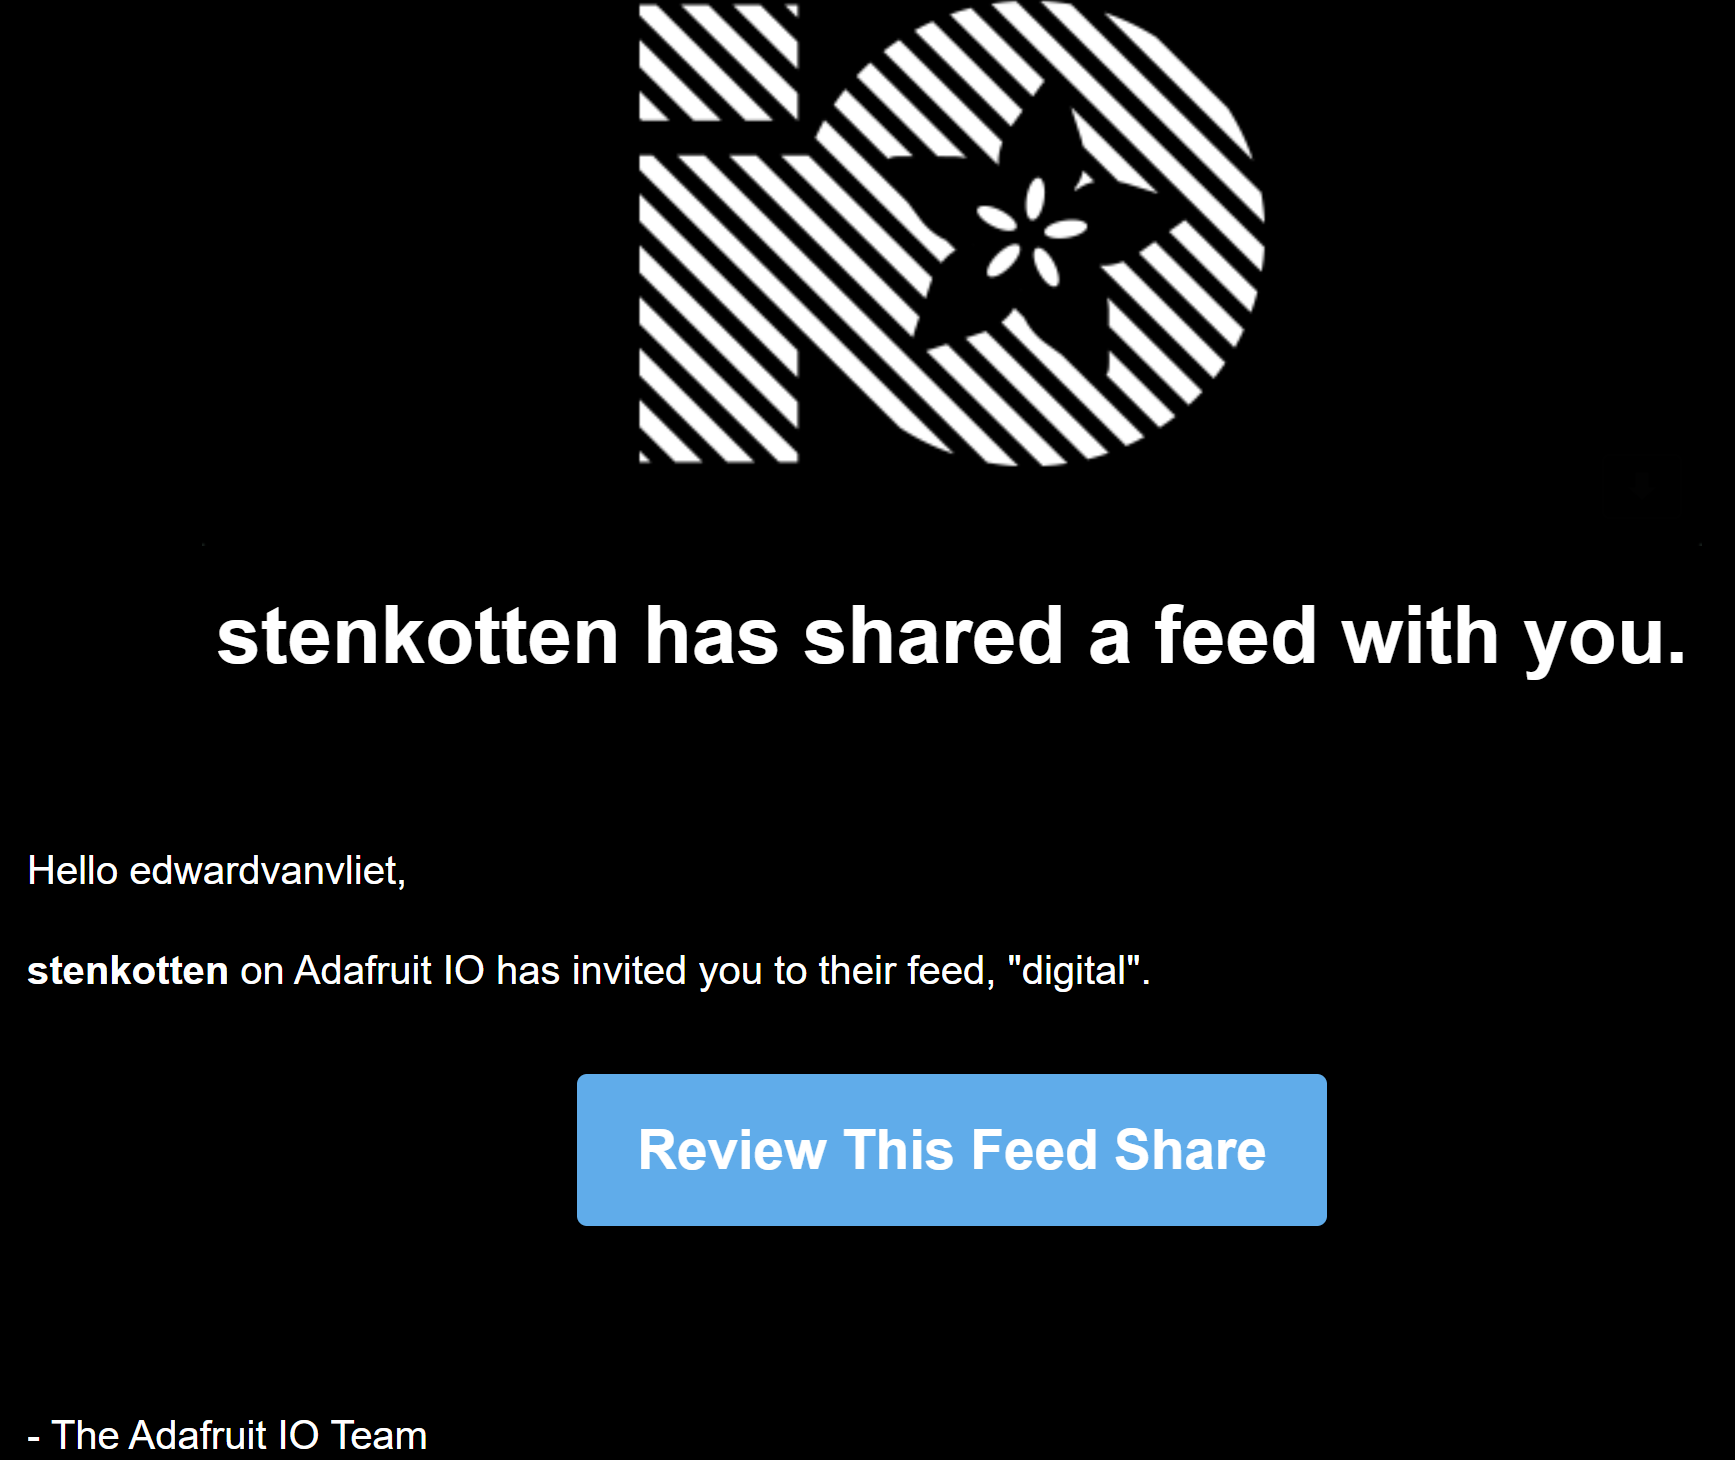 stenkotten has shared a feed with you.
Hello edwardvanvliet,
stenkotten on Adafruit IO has invited you to their feed, "digital".
Review This Feed Share
- The Adafruit IO Team